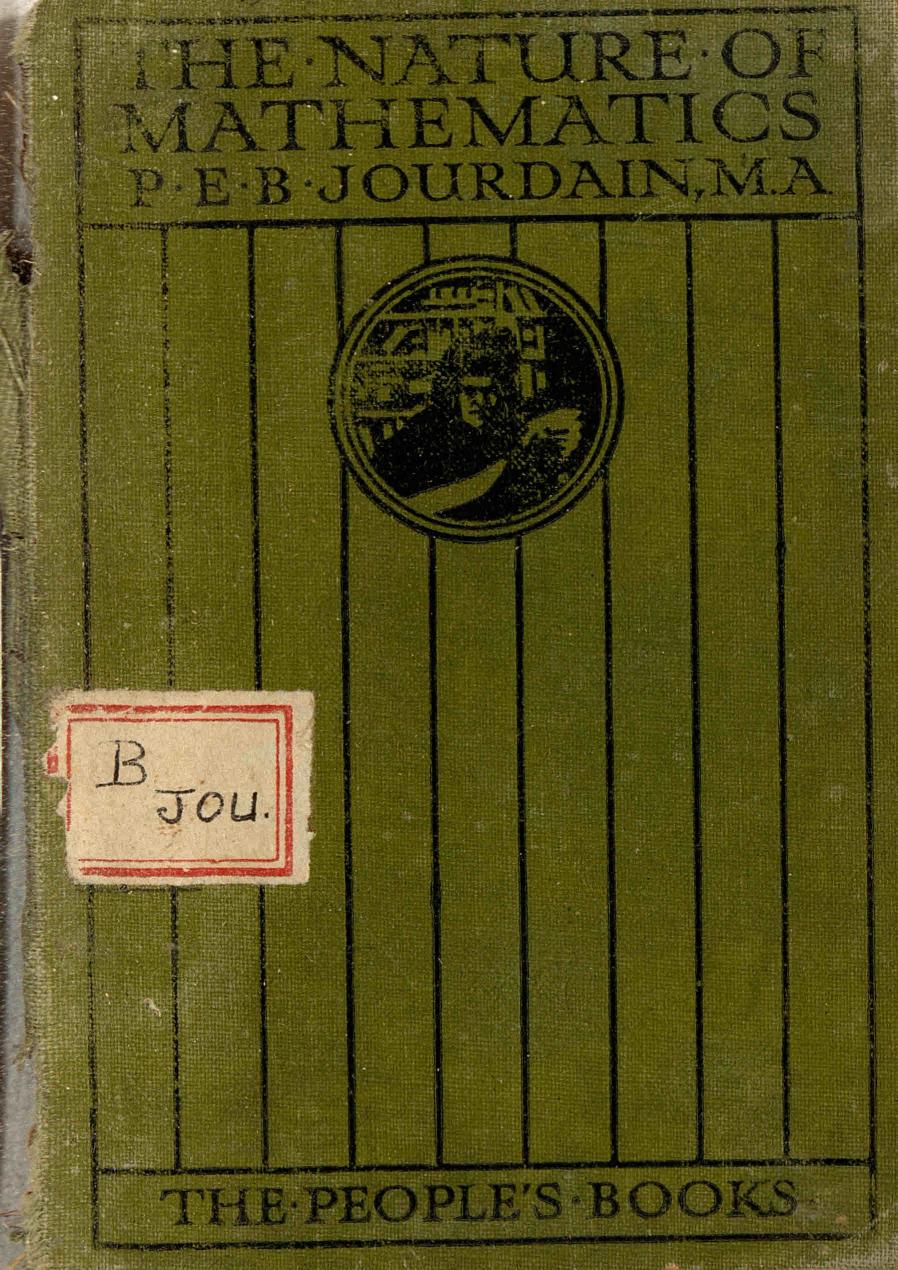 THE·NATURE·OF
MATHEMATICS
P·E·B·JOURDAIN, M.A.
B
JOU.
THE·PEOPLE'S·BOOKS